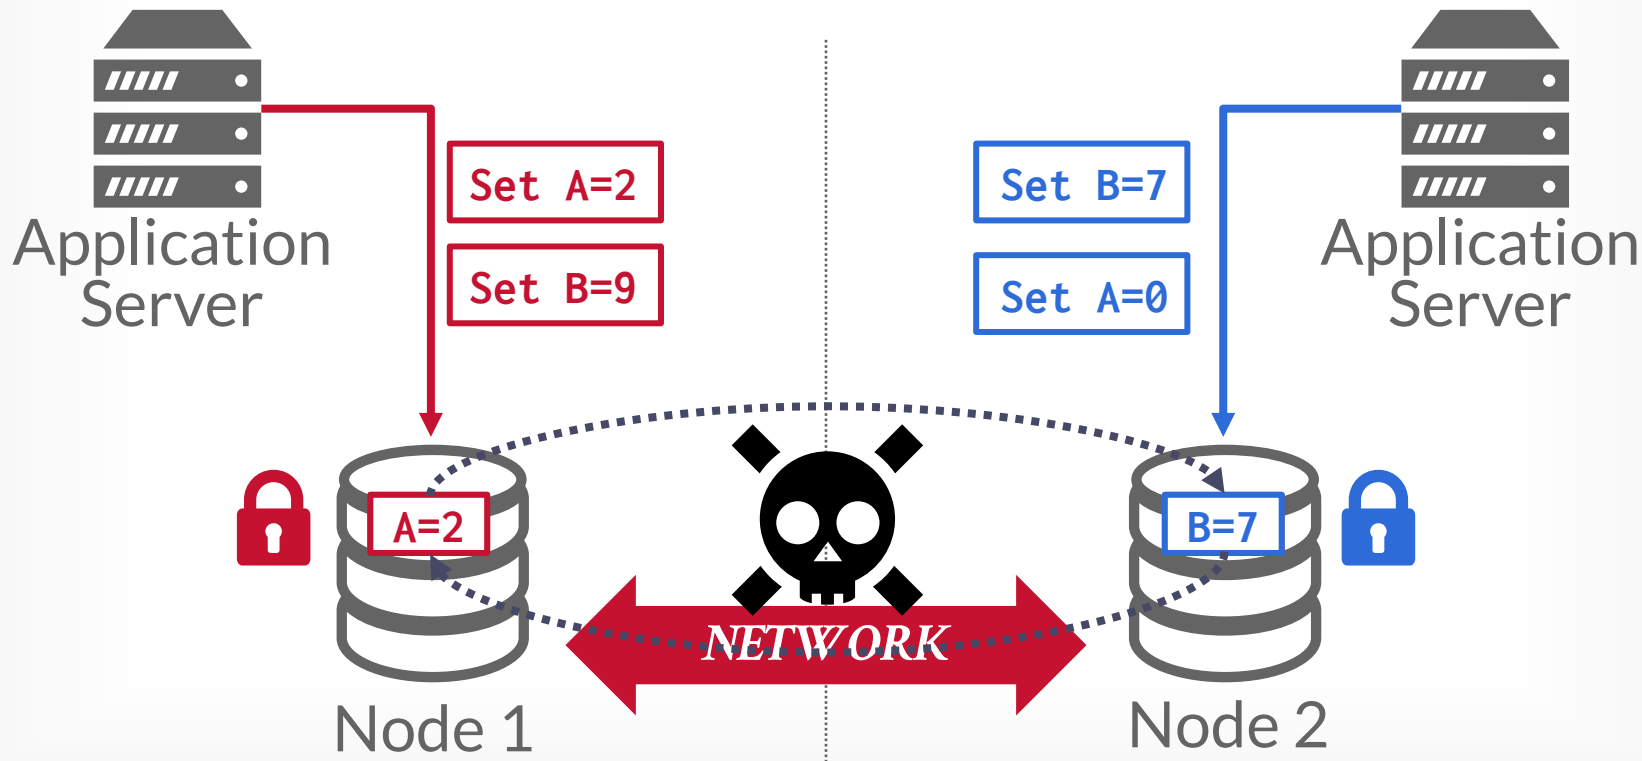 Application
Server
Set A=2
Set B=9
Set B=7
Set A=0
Application
Server
A=2
B=7
NETWORK
Node 1
Node 2